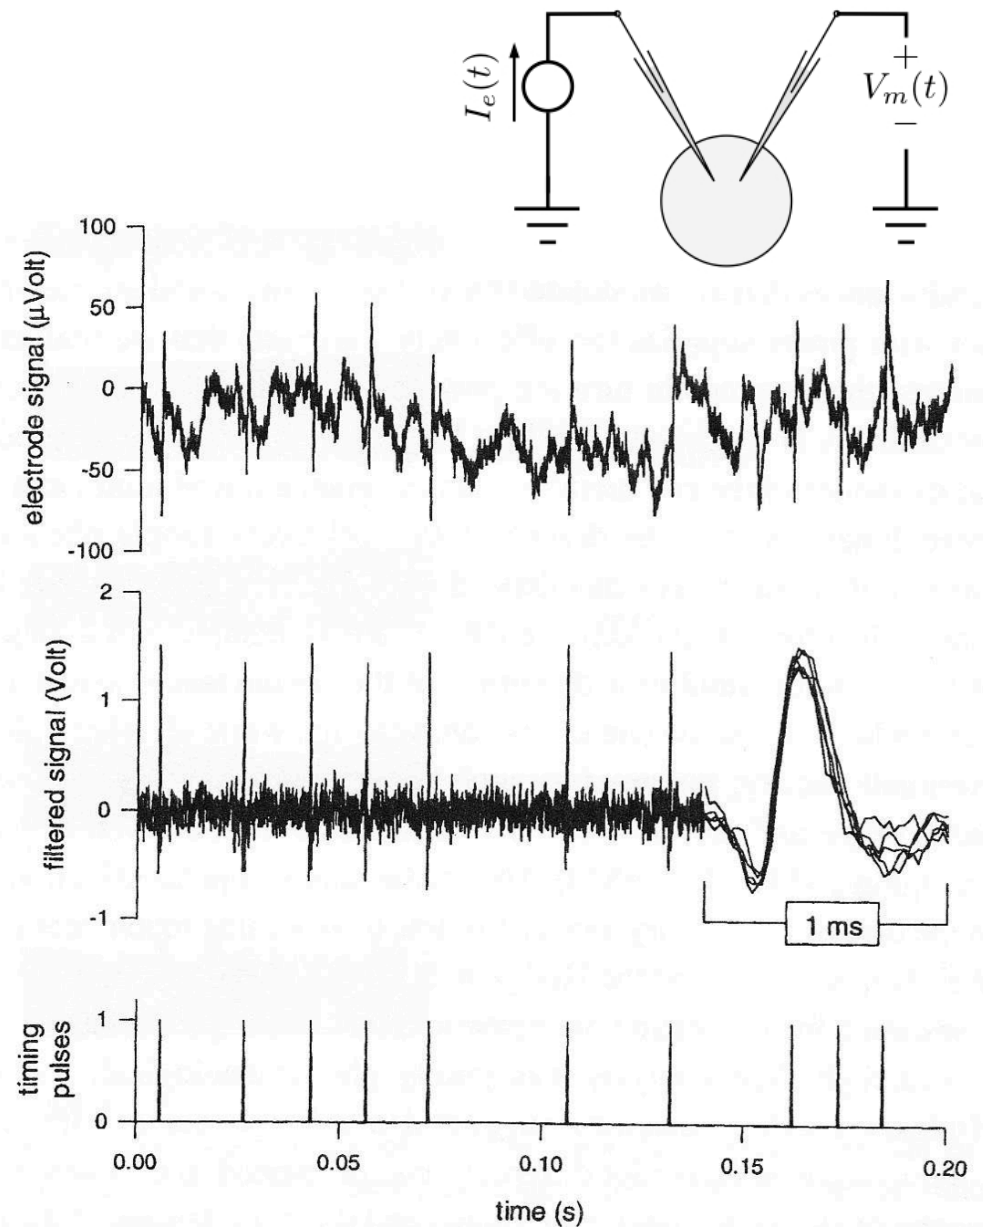 I_e(t)
+
V_m(t)
−
electrode signal (µVolt)
100
50
0
-50
-100
filtered signal (Volt)
2
1
0
-1
1 ms
timing
pulses
1
0
0.00 0.05 0.10 0.15 0.20
time (s)